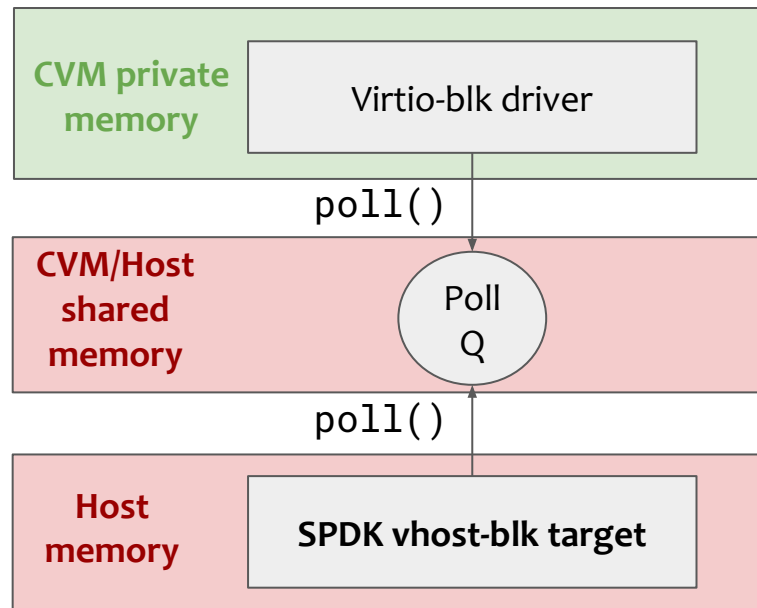 CVM private
memory
Virtio-blk driver
poll()
CVM/Host
shared
memory
Poll
Q
poll()
Host
memory
SPDK vhost-blk target